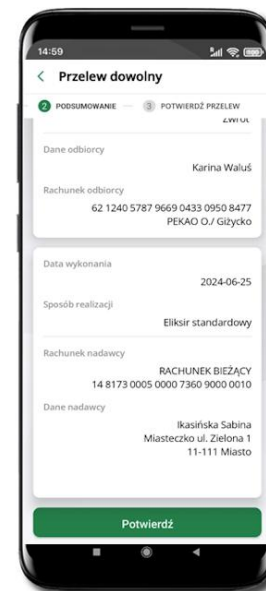 14:59
Przelew dowolny
2 PODSUMOWANIE 3 POTWIERDŹ PRZELEW
Zwrot
Dane odbiorcy
Karina Waluś
Rachunek odbiorcy
62 1240 5787 9669 0433 0950 8477
PEKAO O./ Giżycko
Data wykonania
2024-06-25
Sposób realizacji
Eliksir standardowy
Rachunek nadawcy
RACHUNEK BIEŻĄCY
14 8173 0005 0000 7360 9000 0010
Dane nadawcy
Ikasińska Sabina
Miasteczko ul. Zielona 1
11-111 Miasto
Potwierdź